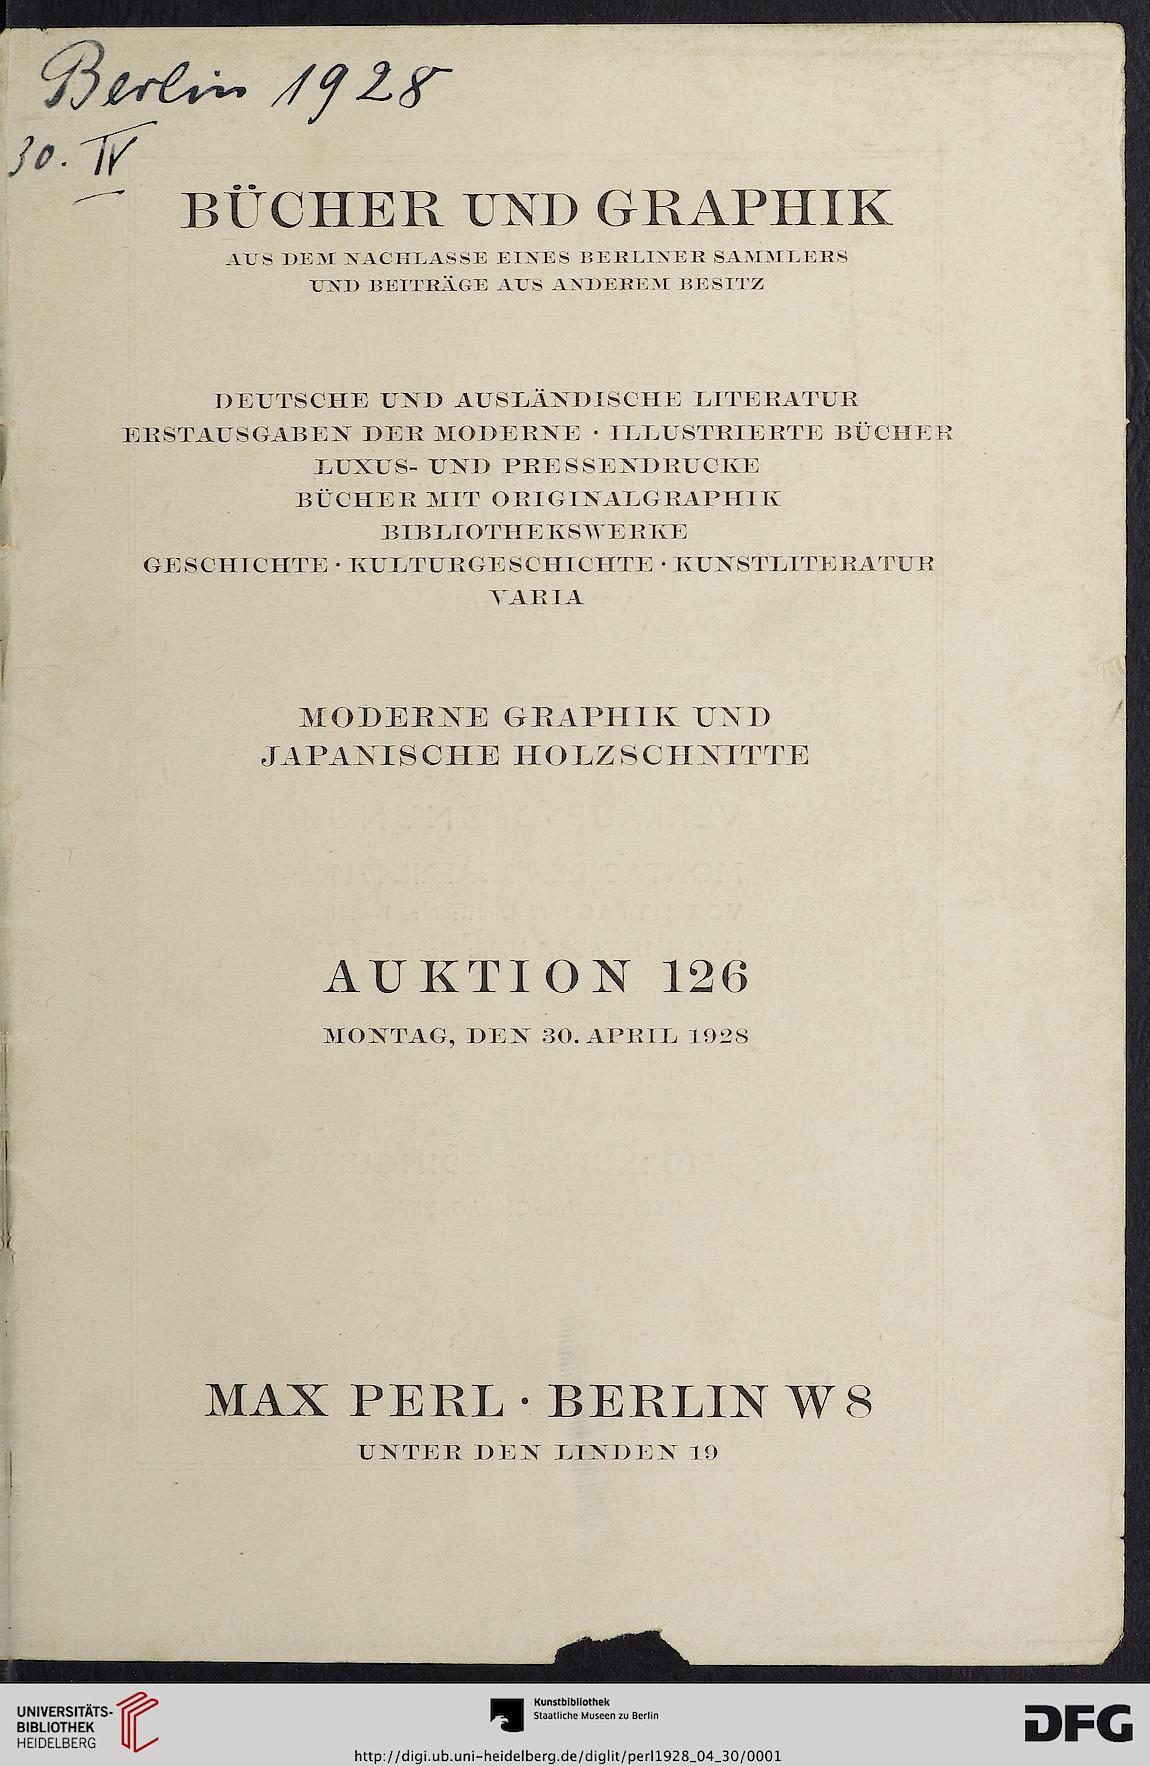 Berlin 1928
30. IV
BÜCHER UND GRAPHIK
AUS DEM NACHLASSE EINES BERLINER SAMMLERS
UND BEITRÄGE AUS ANDEREM BESITZ
DEUTSCHE UND AUSLÄNDISCHE LITERATUR
ERSTAUSGABEN DER MODERNE · ILLUSTRIERTE BÜCHER
LUXUS- UND PRESSENDRUCKE
BÜCHER MIT ORIGINALGRAPHIK
BIBLIOTHEKSWERKE
GESCHICHTE · KULTURGESCHICHTE · KUNSTLITERATUR
VARIA
MODERNE GRAPHIK UND
JAPANISCHE HOLZSCHNITTE
AUKTION 126
MONTAG, DEN 30. APRIL 1928
MAX PERL · BERLIN W 8
UNTER DEN LINDEN 19
UNIVERSITÄTS-
BIBLIOTHEK
HEIDELBERG
Kunstbibliothek
Staatliche Museen zu Berlin
DFG
http://digi.ub.uni-heidelberg.de/diglit/perl1928_04_30/0001